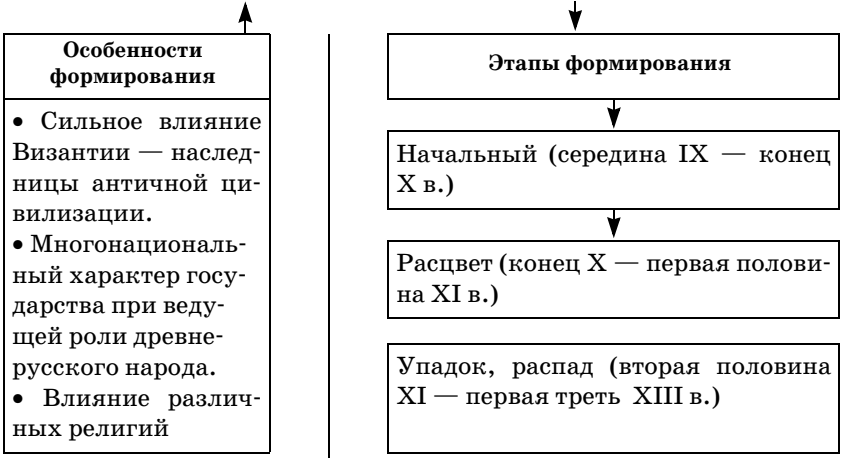 Особенности
формирования
• Сильное влияние
Византии — наслед-
ницы античной ци-
вилизации.
• Многонациональ-
ный характер госу-
дарства при веду-
щей роли древне-
русского народа.
• Влияние различ-
ных религий
Этапы формирования
Начальный (середина IX — конец
X в.)
Расцвет (конец X — первая полови-
на XI в.)
Упадок, распад (вторая половина
XI — первая треть XIII в.)